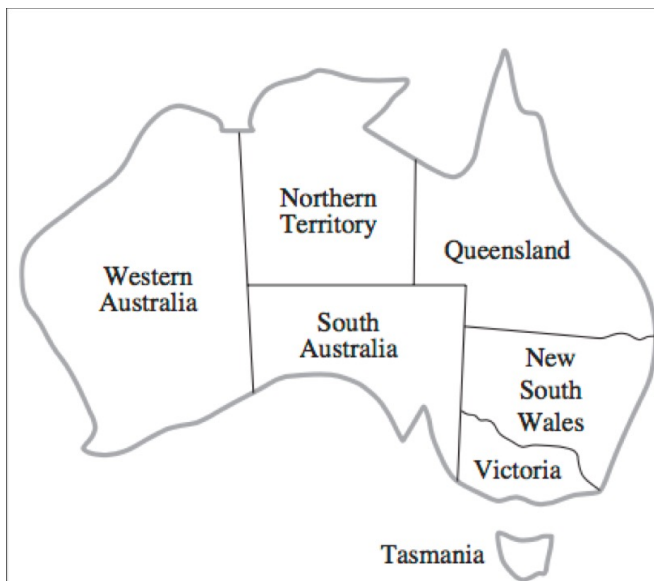 Northern
Territory
Queensland
Western
Australia
South
Australia
New
South
Wales
Victoria
Tasmania